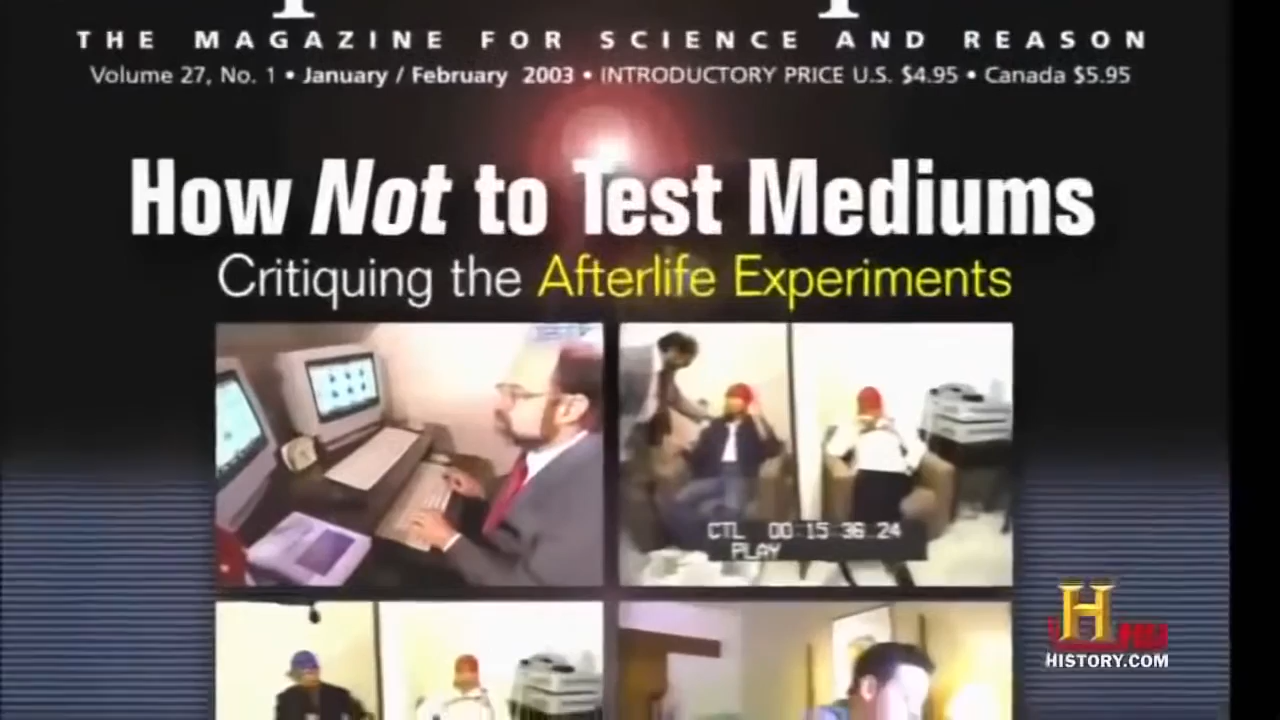 THE MAGAZINE FOR SCIENCE AND REASON
Volume 27, No. 1 • January / February 2003 • INTRODUCTORY PRICE U.S. $4.95 • Canada $5.95
How Not to Test Mediums
Critiquing the Afterlife Experiments
CTL 00:15:36:24
PLAY
H HD
HISTORY.COM